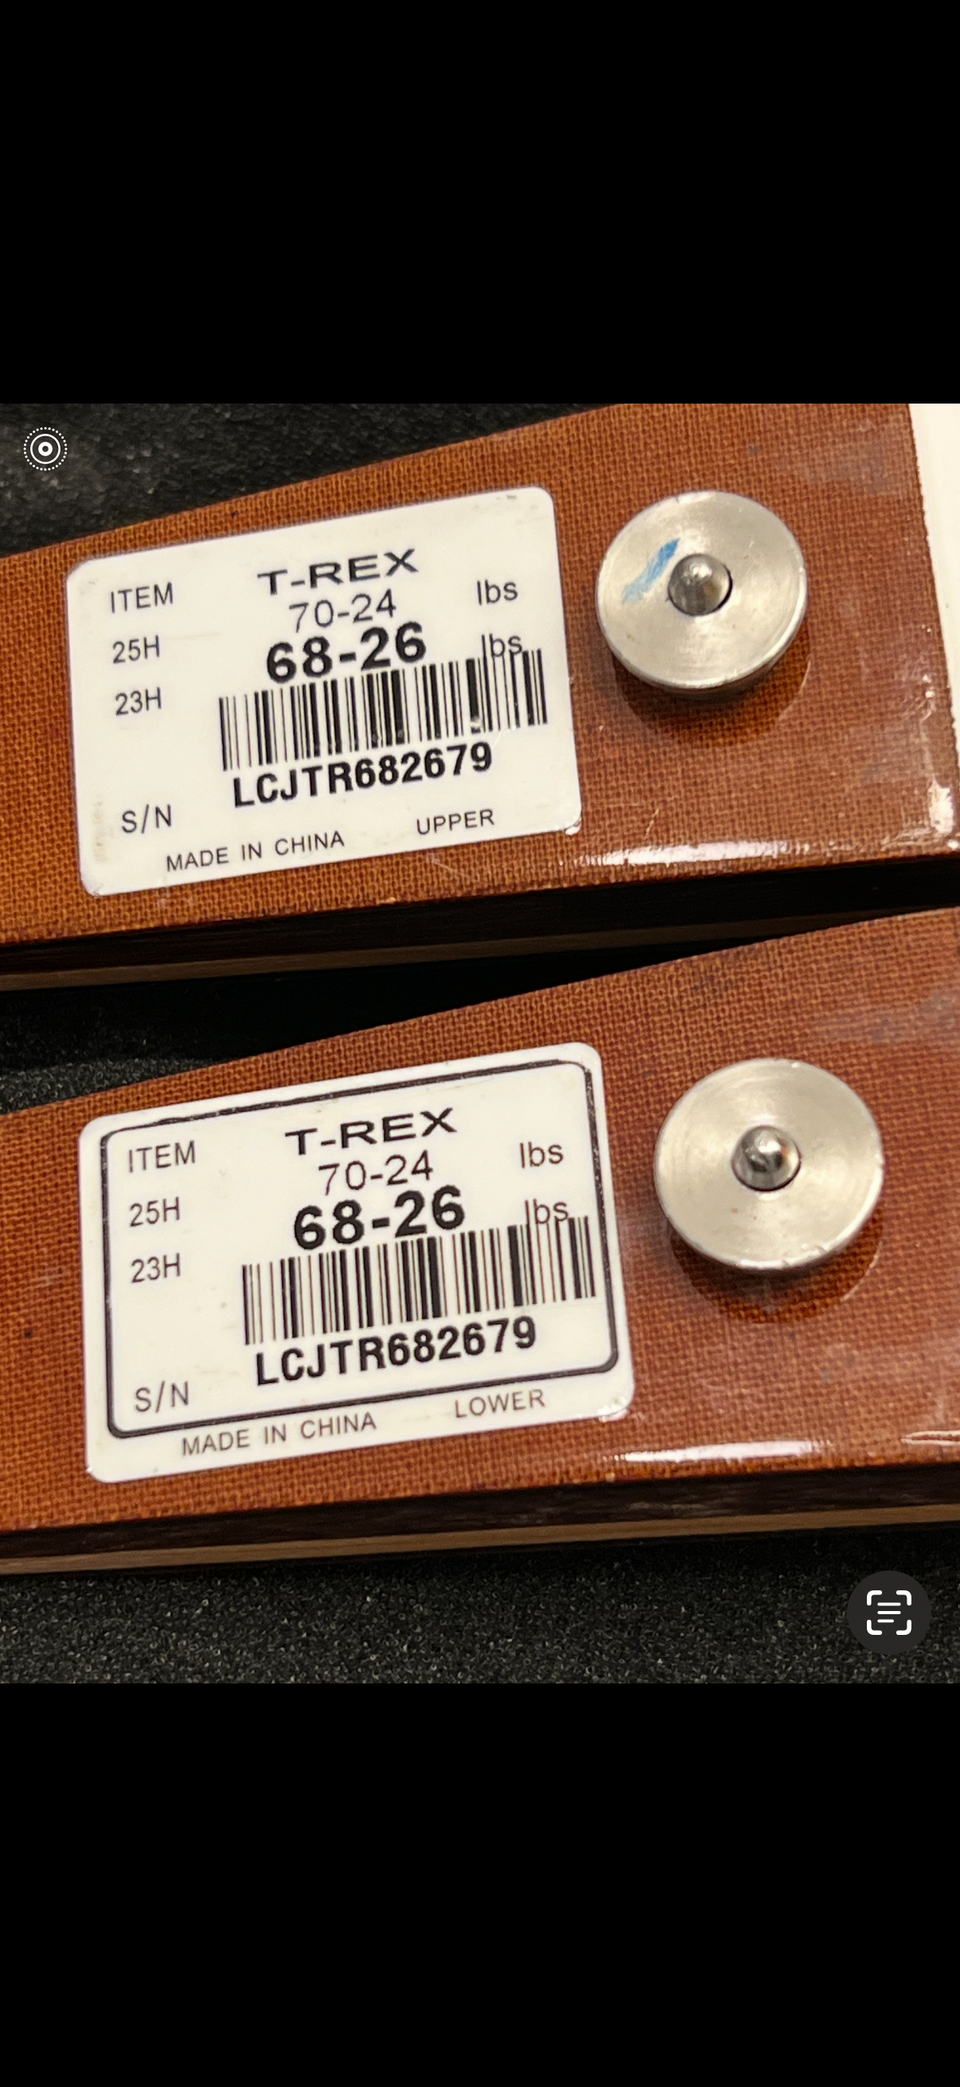 ITEM T-REX
70-24 lbs
25H 68-26 lbs
23H
LCJTR682679
S/N
MADE IN CHINA UPPER
ITEM T-REX
70-24 lbs
25H 68-26 lbs
23H
LCJTR682679
S/N
MADE IN CHINA LOWER